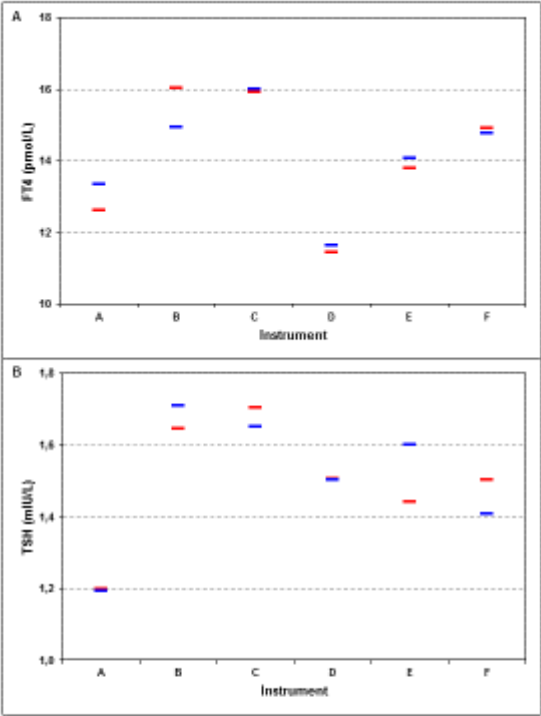 A
18
16
14
12
10
FT4 (pmol/L)
A B C D E F
Instrument
B
1,8
1,6
1,4
1,2
1,0
TSH (mIU/L)
A B C D E F
Instrument